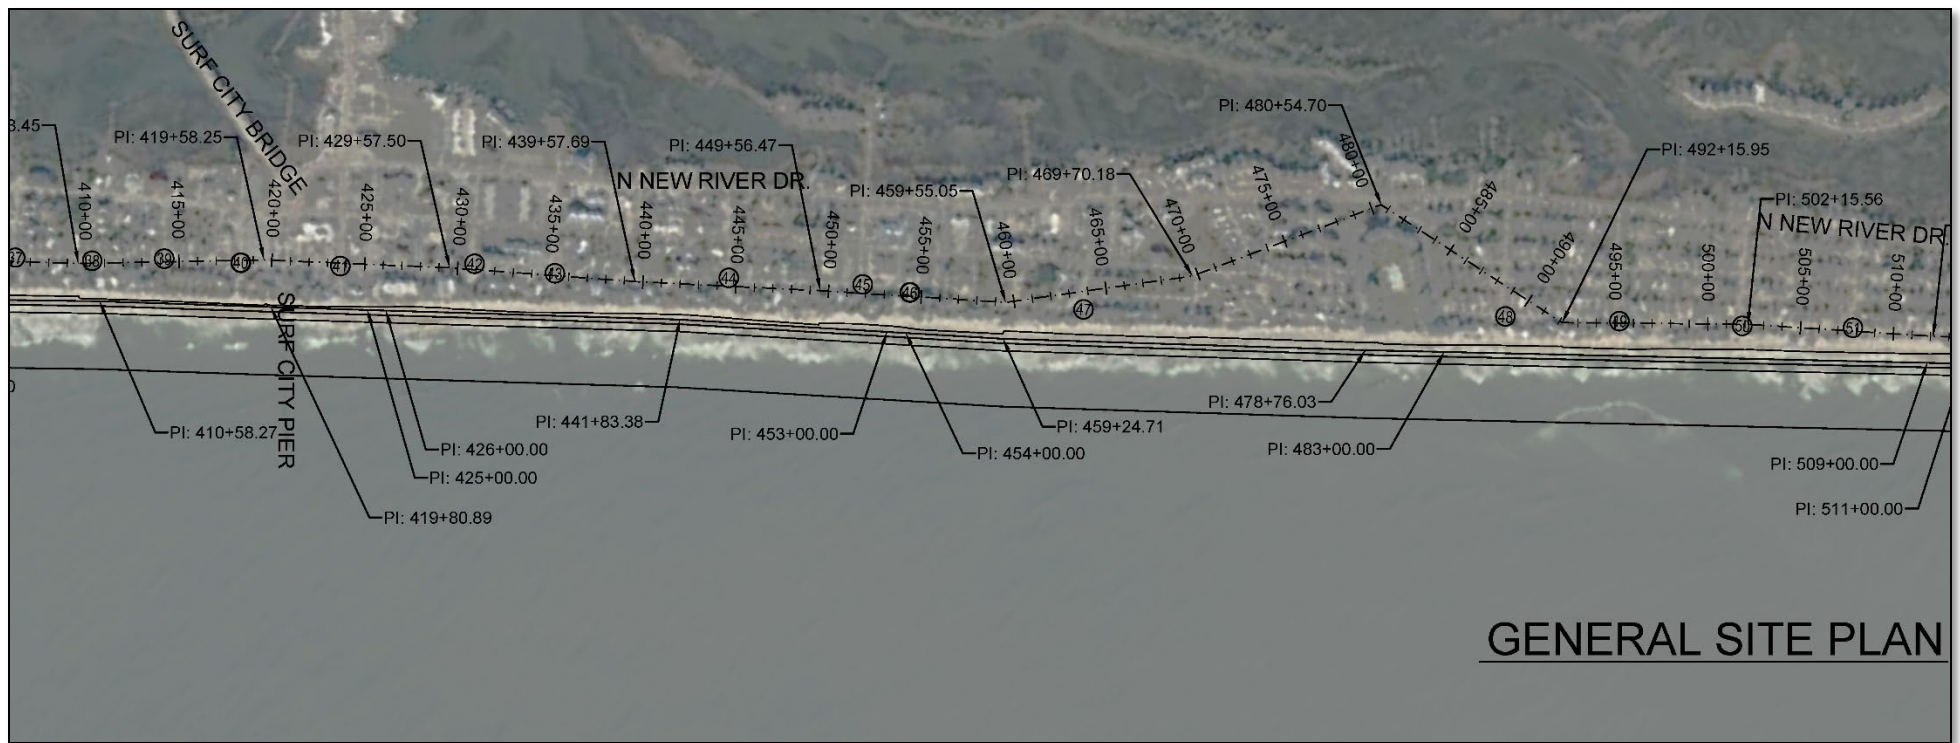 SURF CITY BRIDGE
3.45
PI: 419+58.25
PI: 429+57.50
PI: 439+57.69
PI: 449+56.47
N NEW RIVER DR.
PI: 459+55.05
PI: 469+70.18
PI: 480+54.70
PI: 492+15.95
PI: 502+15.56
N NEW RIVER DR
410+00
415+00
420+00
425+00
430+00
435+00
440+00
445+00
450+00
455+00
460+00
465+00
470+00
475+00
480+00
485+00
490+00
495+00
500+00
505+00
510+00
37
38
39
40
41
42
43
44
45
46
47
48
49
50
51
SURF CITY PIER
PI: 410+58.27
PI: 426+00.00
PI: 425+00.00
PI: 419+80.89
PI: 441+83.38
PI: 453+00.00
PI: 454+00.00
PI: 459+24.71
PI: 478+76.03
PI: 483+00.00
PI: 509+00.00
PI: 511+00.00
GENERAL SITE PLAN